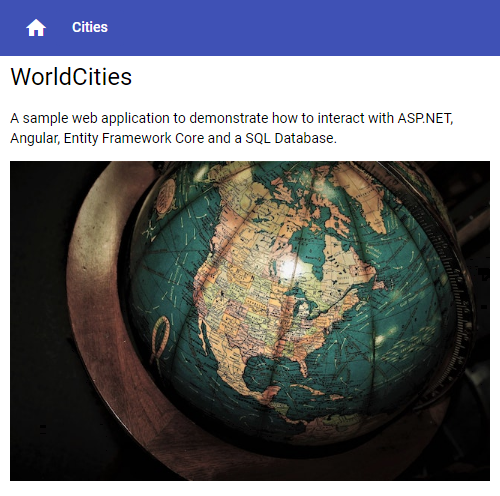 Cities
WorldCities
A sample web application to demonstrate how to interact with ASP.NET,
Angular, Entity Framework Core and a SQL Database.